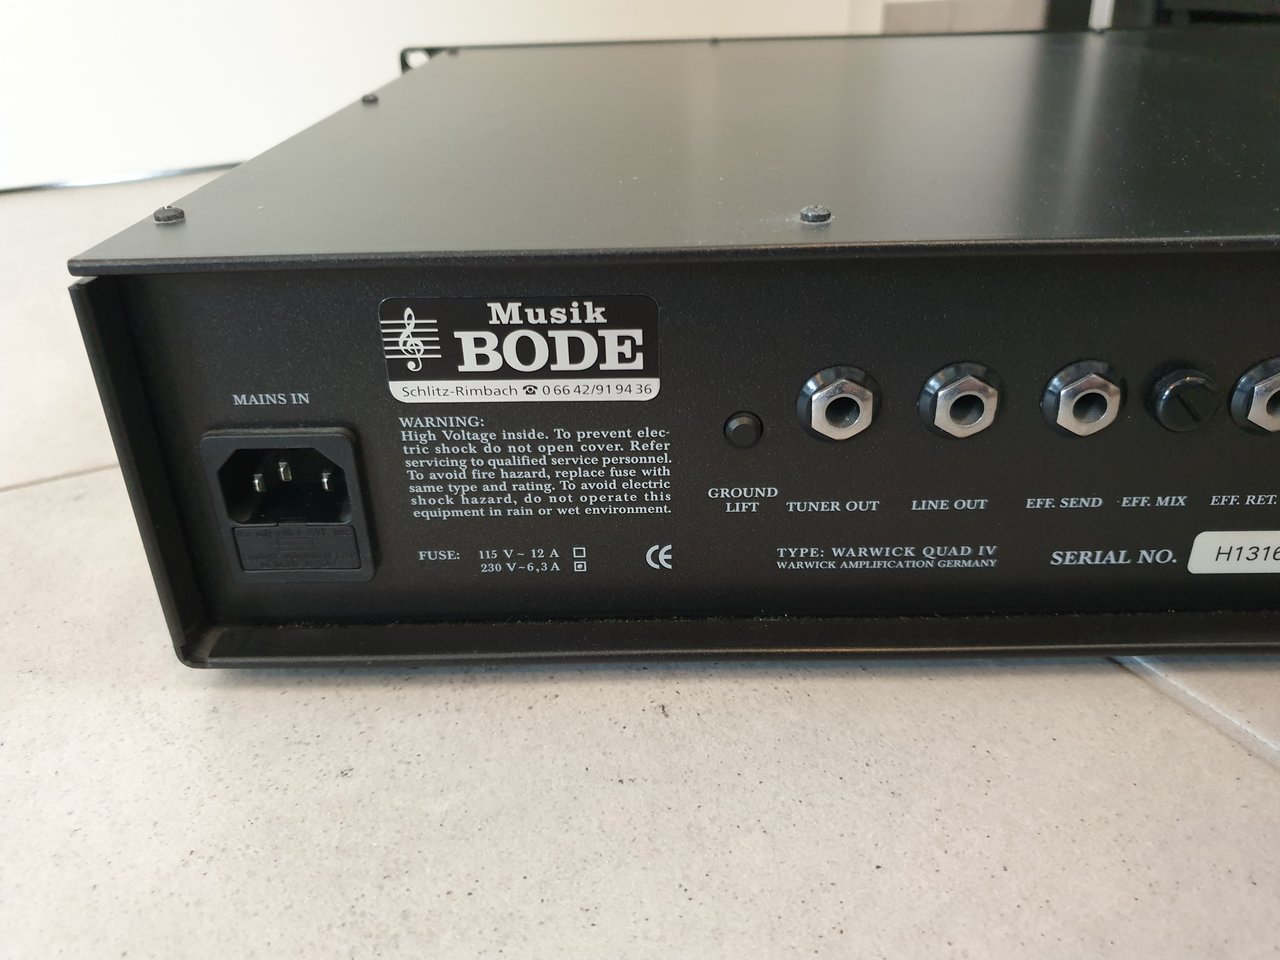 Musik
BODE
Schlitz-Rimbach ☎ 0 66 42/91 94 36
MAINS IN
WARNING:
High Voltage inside. To prevent elec-
tric shock do not open cover. Refer
servicing to qualified service personnel.
To avoid fire hazard, replace fuse with
same type and rating. To avoid electric
shock hazard, do not operate this
equipment in rain or wet environment.
FUSE: 115 V~ 12 A
230 V~6,3 A
CE
GROUND
LIFT
TUNER OUT
LINE OUT
EFF. SEND
EFF. MIX
EFF. RET.
TYPE: WARWICK QUAD IV
WARWICK AMPLIFICATION GERMANY
SERIAL NO.
H1316